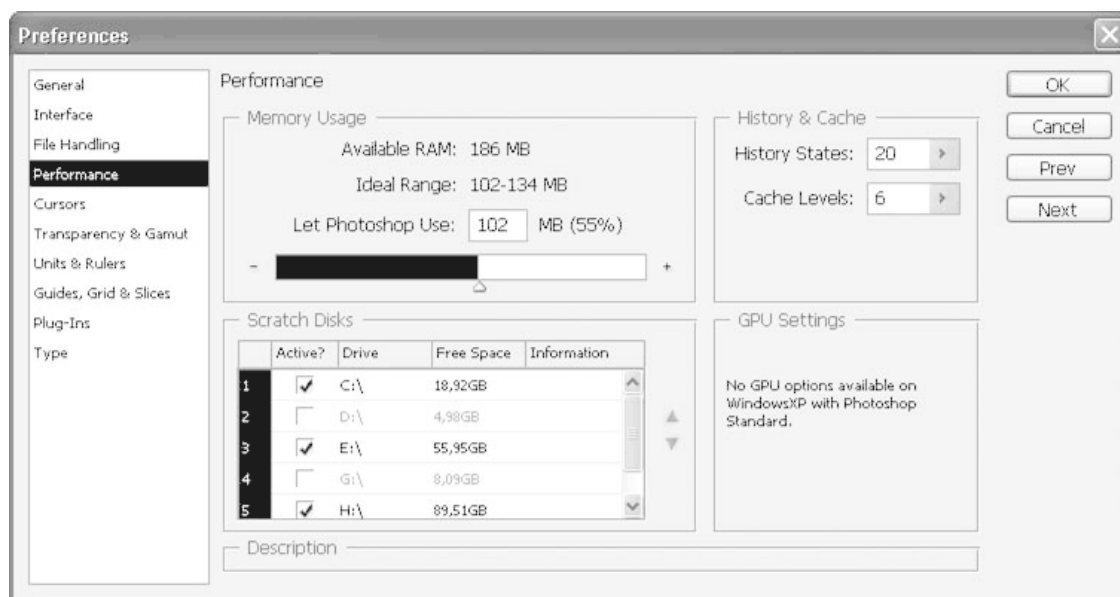 Preferences
General
Interface
File Handling
Performance
Cursors
Transparency & Gamut
Units & Rulers
Guides, Grid & Slices
Plug-Ins
Type
Performance
Memory Usage
Available RAM: 186 MB
Ideal Range: 102-134 MB
Let Photoshop Use: 102 MB (55%)
- +
History & Cache
History States: 20
Cache Levels: 6
OK
Cancel
Prev
Next
Scratch Disks
Active? Drive Free Space Information
1 C:\ 18,92GB
2 D:\ 4,98GB
3 E:\ 55,95GB
4 G:\ 8,09GB
5 H:\ 89,51GB
GPU Settings
No GPU options available on
WindowsXP with Photoshop
Standard.
Description